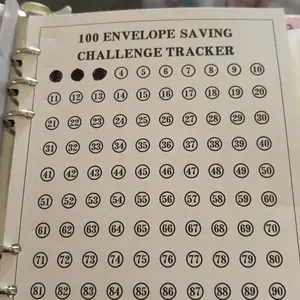 100 ENVELOPE SAVING
CHALLENGE TRACKER
4 5 6 7 8 9 10
11 12 13 14 15 16 17 18 19 20
21 22 23 24 25 26 27 28 29 30
31 32 33 34 35 36 37 38 39 40
41 42 43 44 45 46 47 48 49 50
51 52 53 54 55 56 57 58 59 60
61 62 63 64 65 66 67 68 69 70
71 72 73 74 75 76 77 78 79 80
81 82 83 84 85 86 87 88 89 90